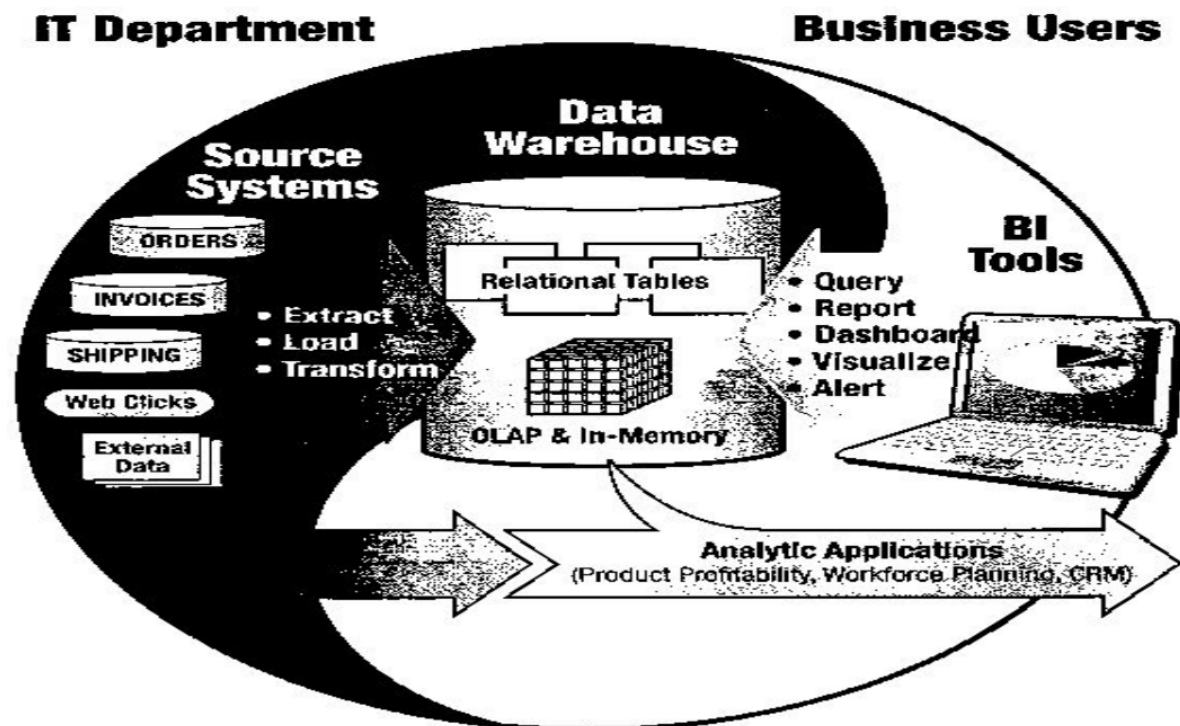 IT Department
Business Users
Data
Warehouse
Source
Systems
ORDERS
INVOICES
SHIPPING
Web Clicks
External
Data
• Extract
• Load
• Transform
Relational Tables
OLAP & In-Memory
• Query
• Report
• Dashboard
• Visualize
• Alert
BI
Tools
Analytic Applications
(Product Profitability, Workforce Planning, CRM)